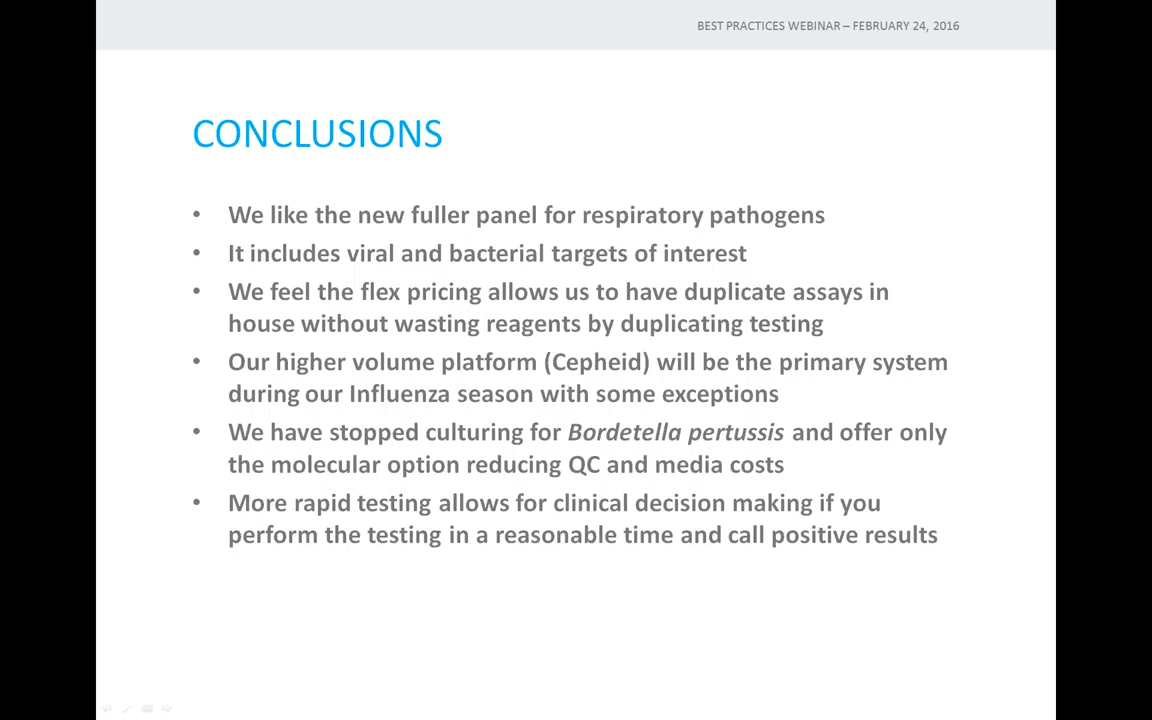 BEST PRACTICES WEBINAR – FEBRUARY 24, 2016
CONCLUSIONS
• We like the new fuller panel for respiratory pathogens
• It includes viral and bacterial targets of interest
• We feel the flex pricing allows us to have duplicate assays in
house without wasting reagents by duplicating testing
• Our higher volume platform (Cepheid) will be the primary system
during our Influenza season with some exceptions
• We have stopped culturing for Bordetella pertussis and offer only
the molecular option reducing QC and media costs
• More rapid testing allows for clinical decision making if you
perform the testing in a reasonable time and call positive results